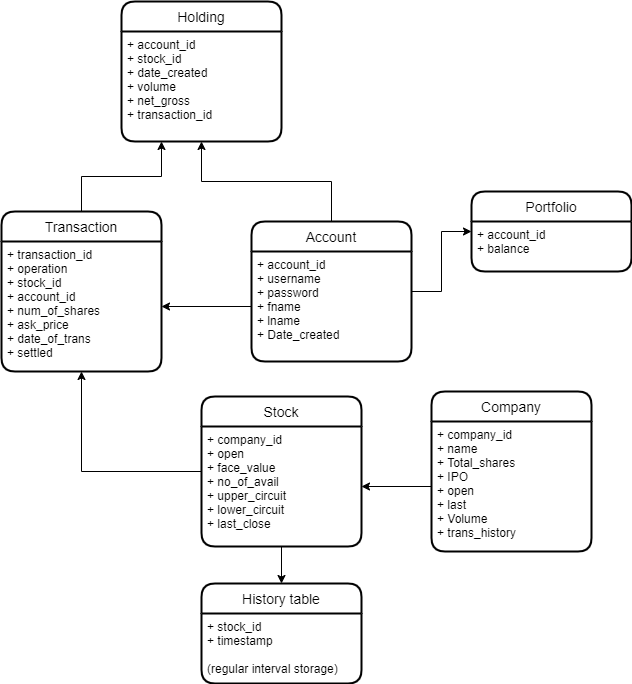 Holding
+ account_id
+ stock_id
+ date_created
+ volume
+ net_gross
+ transaction_id
Transaction
+ transaction_id
+ operation
+ stock_id
+ account_id
+ num_of_shares
+ ask_price
+ date_of_trans
+ settled
Account
+ account_id
+ username
+ password
+ fname
+ lname
+ Date_created
Portfolio
+ account_id
+ balance
Stock
+ company_id
+ open
+ face_value
+ no_of_avail
+ upper_circuit
+ lower_circuit
+ last_close
Company
+ company_id
+ name
+ Total_shares
+ IPO
+ open
+ last
+ Volume
+ trans_history
History table
+ stock_id
+ timestamp
(regular interval storage)